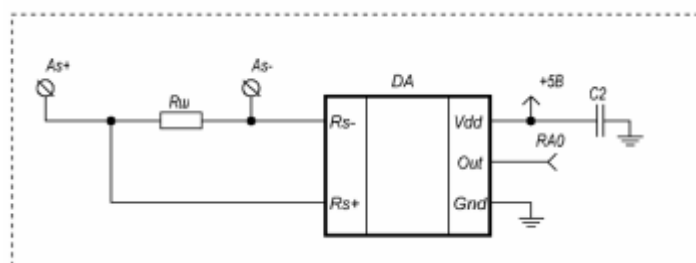 As+ As- DA +5В C2
Rш
Rs- Vdd RA0
Out
Rs+ Gnd